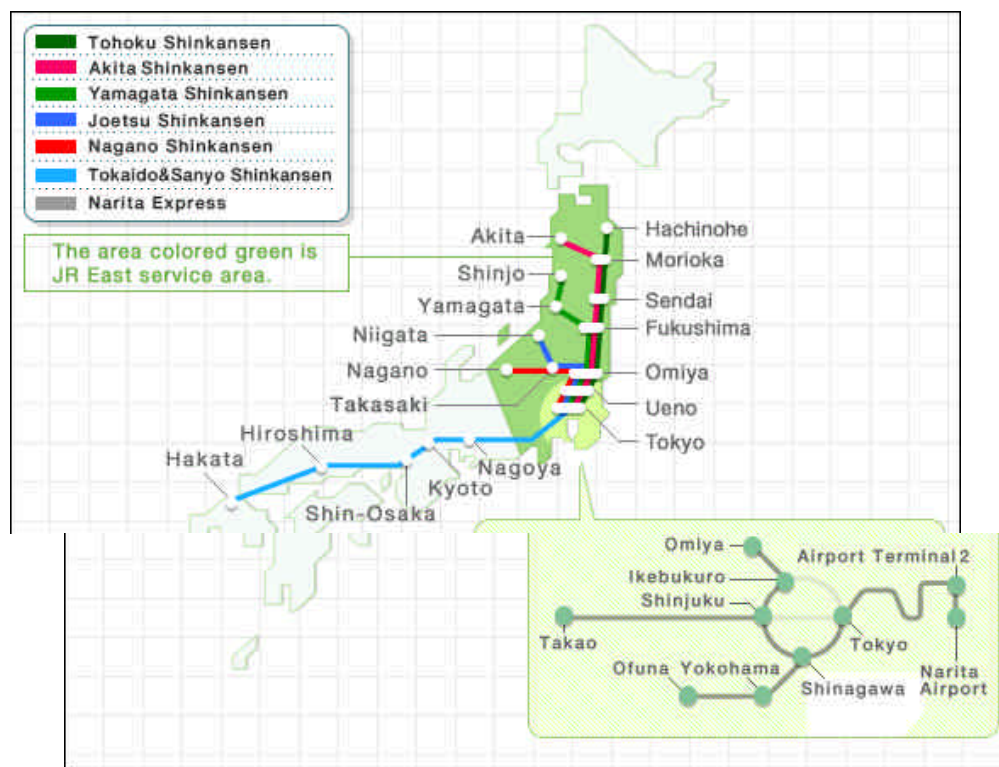 Tohoku Shinkansen
Akita Shinkansen
Yamagata Shinkansen
Joetsu Shinkansen
Nagano Shinkansen
Tokaido&Sanyo Shinkansen
Narita Express
The area colored green is
JR East service area.
Akita
Shinjo
Yamagata
Niigata
Nagano
Takasaki
Hiroshima
Hakata
Hachinohe
Morioka
Sendai
Fukushima
Omiya
Ueno
Tokyo
Nagoya
Kyoto
Shin-Osaka
Omiya
Airport Terminal 2
Ikebukuro
Shinjuku
Takao
Tokyo
Ofuna
Yokohama
Shinagawa
Narita
Airport